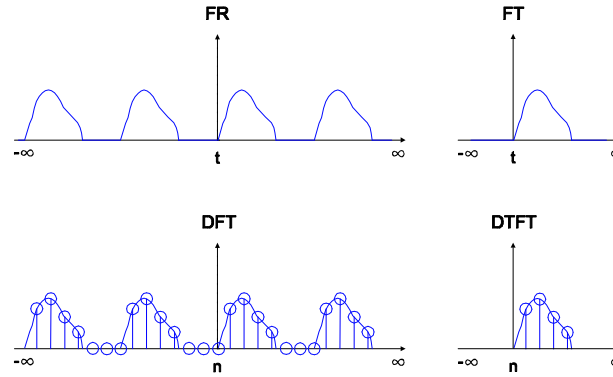 FR
FT
-∞ t ∞
-∞ t
DFT
DTFT
-∞ n ∞
-∞ n